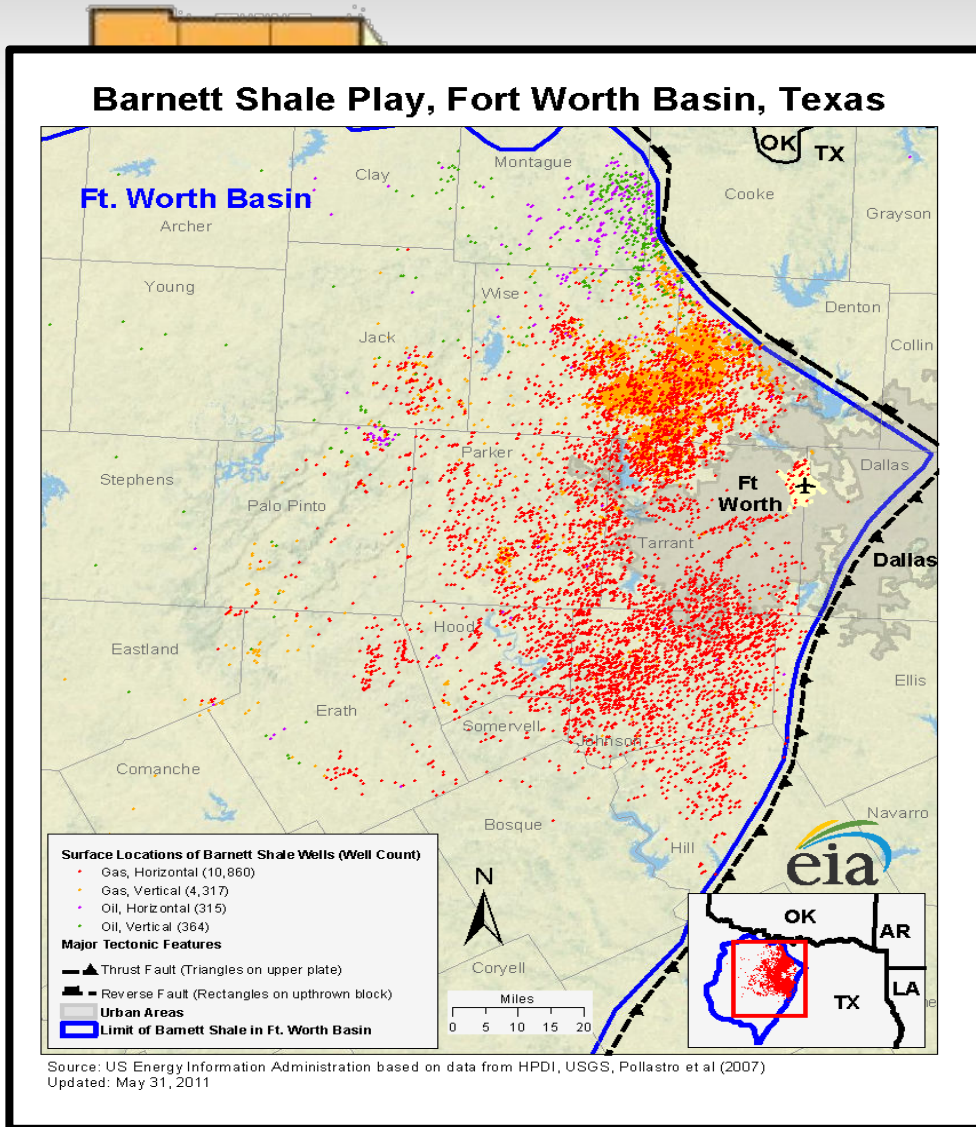 Barnett Shale Play, Fort Worth Basin, Texas
OK
TX
Montague
Clay
Cooke
Ft. Worth Basin
Grayson
Archer
Young
Wise
Denton
Jack
Collin
Parker
Dallas
Stephens
Ft
Worth
Palo Pinto
Tarrant
Dallas
Hood
Eastland
Ellis
Erath
Somervell
Johnson
Comanche
Navarro
Bosque
Hill
eia
Surface Locations of Barnett Shale Wells (Well Count)
Gas, Horizontal (10,860)
Gas, Vertical (4,317)
Oil, Horizontal (315)
Oil, Vertical (364)
Major Tectonic Features
Thrust Fault (Triangles on upper plate)
Reverse Fault (Rectangles on upthrown block)
Urban Areas
Limit of Barnett Shale in Ft. Worth Basin
N
Coryell
Miles
0 5 10 15 20
OK
AR
LA
TX
Source: US Energy Information Administration based on data from HPDI, USGS, Pollastro et al (2007)
Updated: May 31, 2011